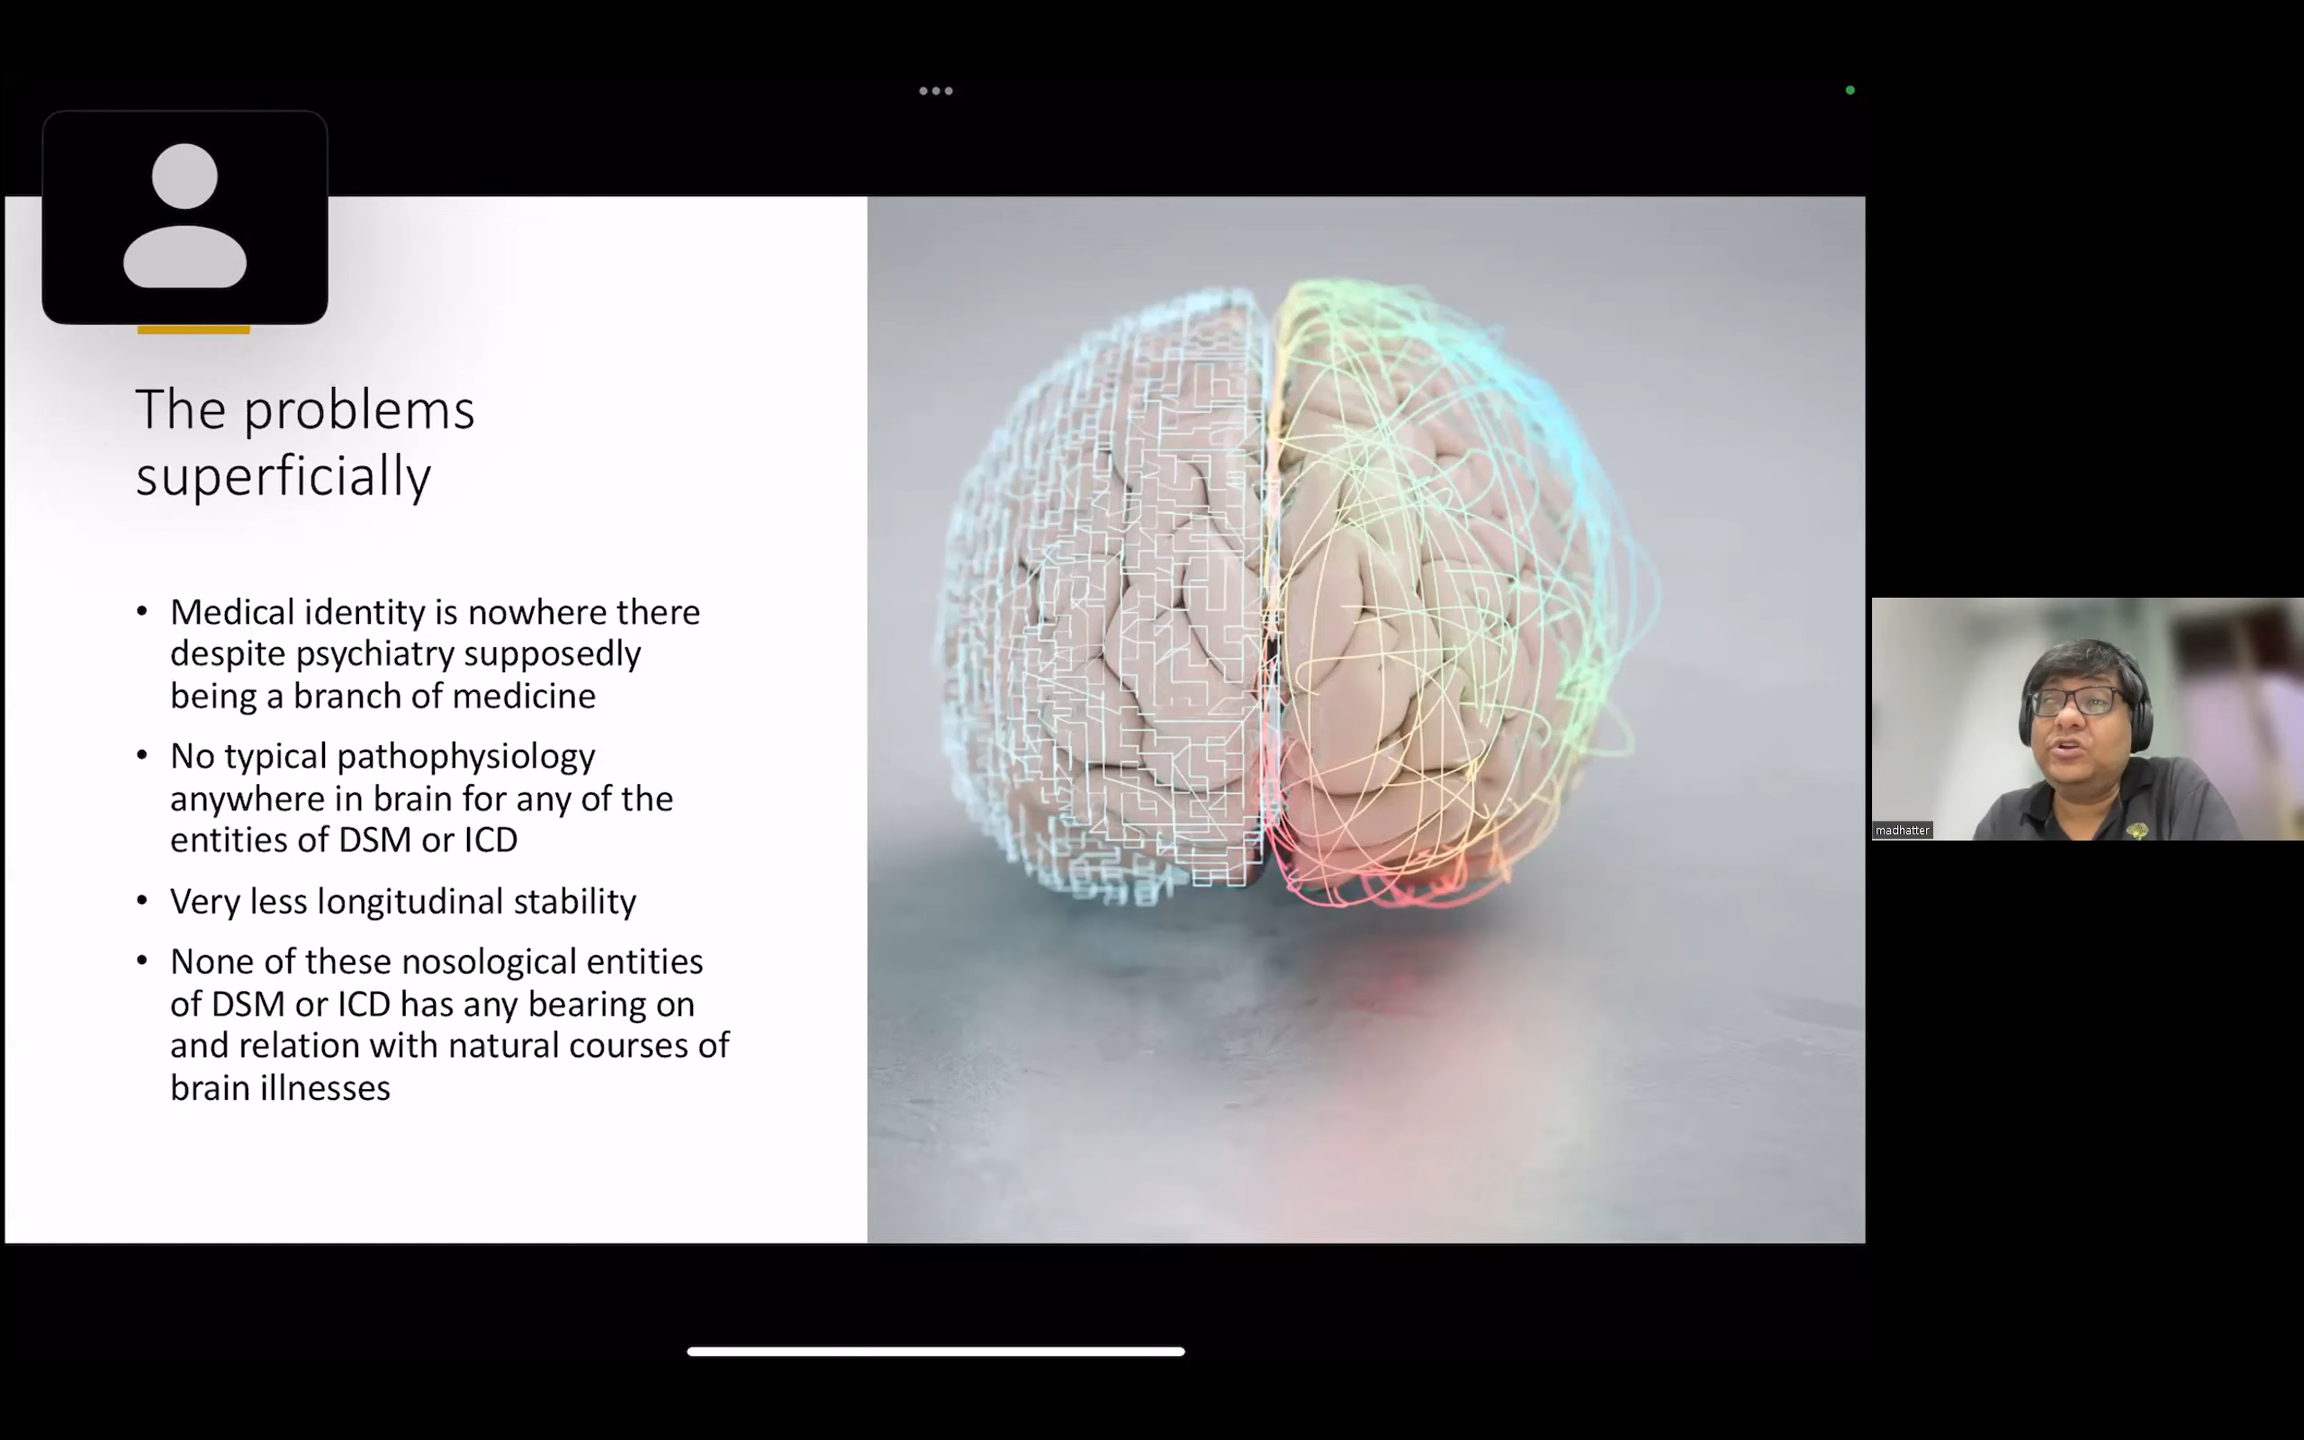 The problems
superficially
• Medical identity is nowhere there
despite psychiatry supposedly
being a branch of medicine
• No typical pathophysiology
anywhere in brain for any of the
entities of DSM or ICD
• Very less longitudinal stability
• None of these nosological entities
of DSM or ICD has any bearing on
and relation with natural courses of
brain illnesses
madhatter